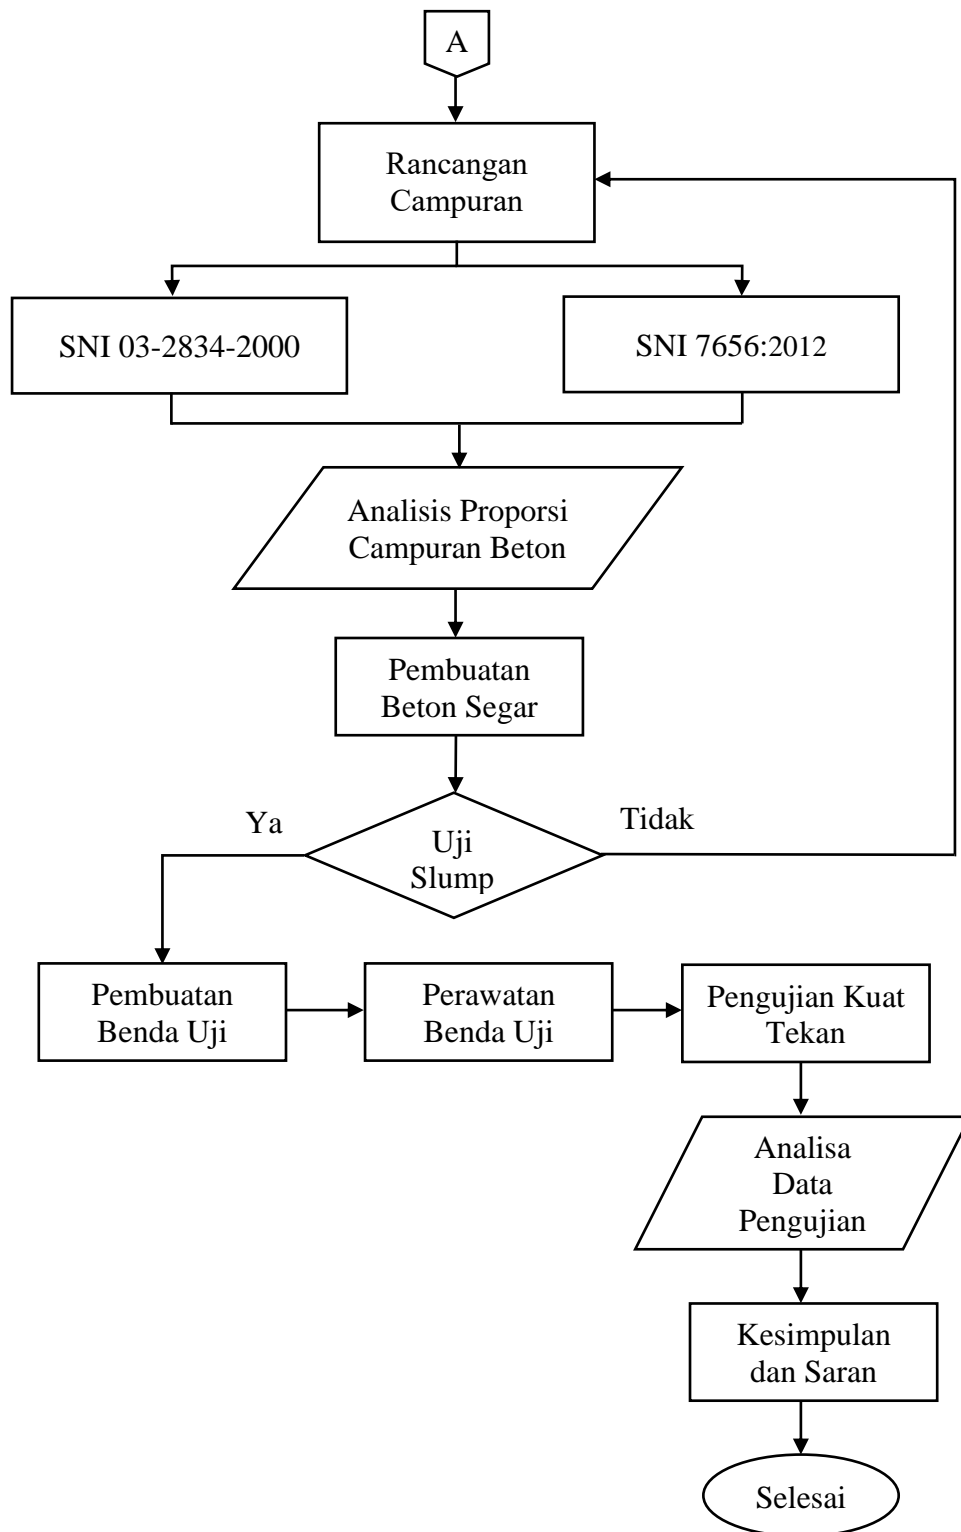 A
Rancangan
Campuran
SNI 03-2834-2000
SNI 7656:2012
Analisis Proporsi
Campuran Beton
Pembuatan
Beton Segar
Ya
Tidak
Uji
Slump
Pembuatan
Benda Uji
Perawatan
Benda Uji
Pengujian Kuat
Tekan
Analisa
Data
Pengujian
Kesimpulan
dan Saran
Selesai